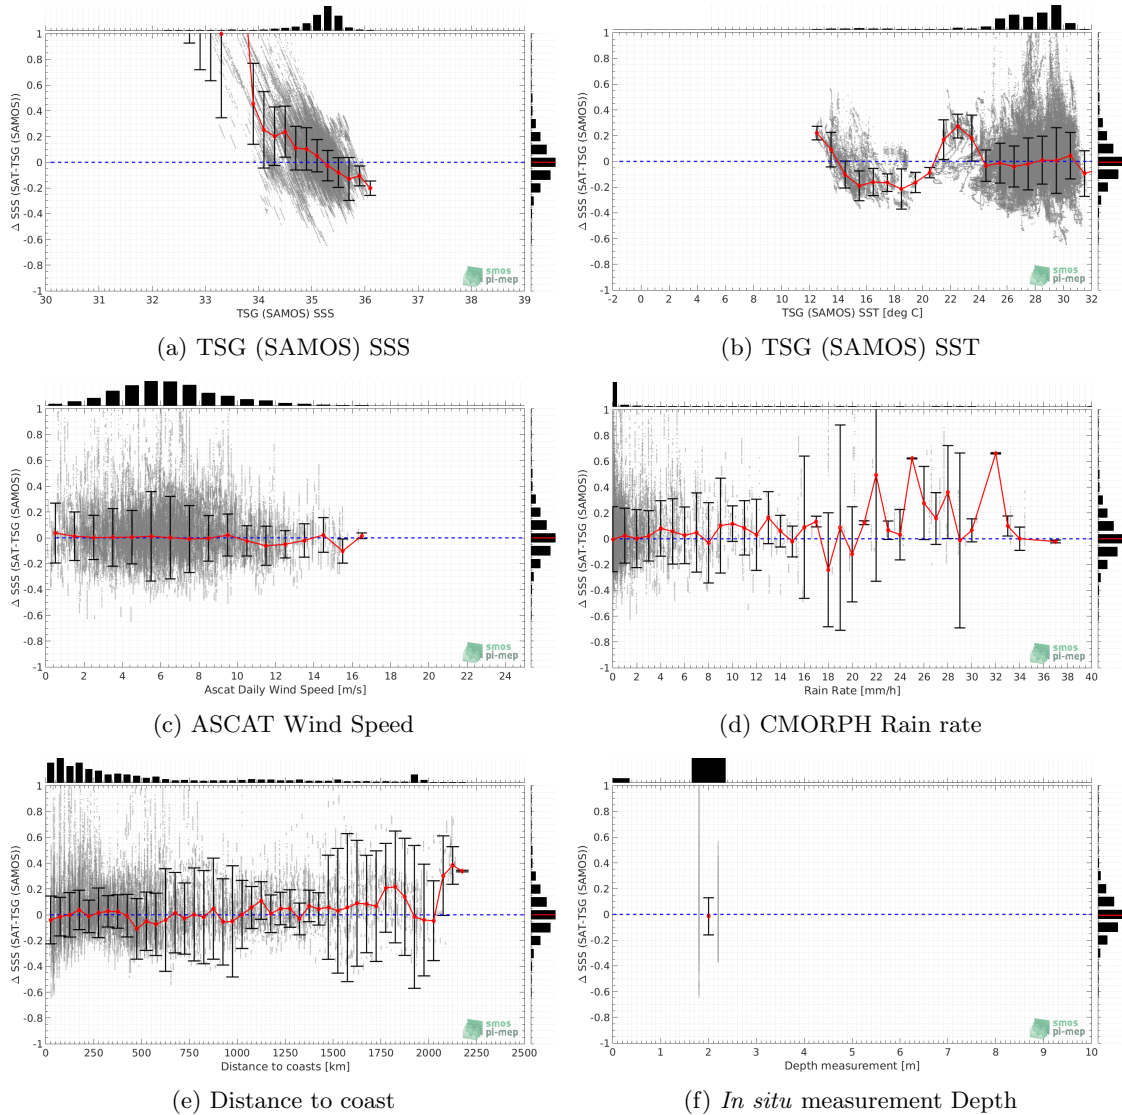 Δ SSS (SAT-TSG (SAMOS))
1
0.8
0.6
0.4
0.2
0
-0.2
-0.4
-0.6
-0.8
-1
30 31 32 33 34 35 36 37 38 39
TSG (SAMOS) SSS
smos
pi-mep
(a) TSG (SAMOS) SSS
Δ SSS (SAT-TSG (SAMOS))
1
0.8
0.6
0.4
0.2
0
-0.2
-0.4
-0.6
-0.8
-1
-2 0 2 4 6 8 10 12 14 16 18 20 22 24 26 28 30 32
TSG (SAMOS) SST [deg C]
smos
pi-mep
(b) TSG (SAMOS) SST
Δ SSS (SAT-TSG (SAMOS))
1
0.8
0.6
0.4
0.2
0
-0.2
-0.4
-0.6
-0.8
-1
0 2 4 6 8 10 12 14 16 18 20 22 24
Ascat Daily Wind Speed [m/s]
smos
pi-mep
(c) ASCAT Wind Speed
Δ SSS (SAT-TSG (SAMOS))
1
0.8
0.6
0.4
0.2
0
-0.2
-0.4
-0.6
-0.8
-1
0 2 4 6 8 10 12 14 16 18 20 22 24 26 28 30 32 34 36 38 40
Rain Rate [mm/h]
smos
pi-mep
(d) CMORPH Rain rate
Δ SSS (SAT-TSG (SAMOS))
1
0.8
0.6
0.4
0.2
0
-0.2
-0.4
-0.6
-0.8
-1
0 250 500 750 1000 1250 1500 1750 2000 2250 2500
Distance to coasts [km]
smos
pi-mep
(e) Distance to coast
Δ SSS (SAT-TSG (SAMOS))
1
0.8
0.6
0.4
0.2
0
-0.2
-0.4
-0.6
-0.8
-1
0 1 2 3 4 5 6 7 8 9 10
Depth measurement [m]
smos
pi-mep
(f) In situ measurement Depth